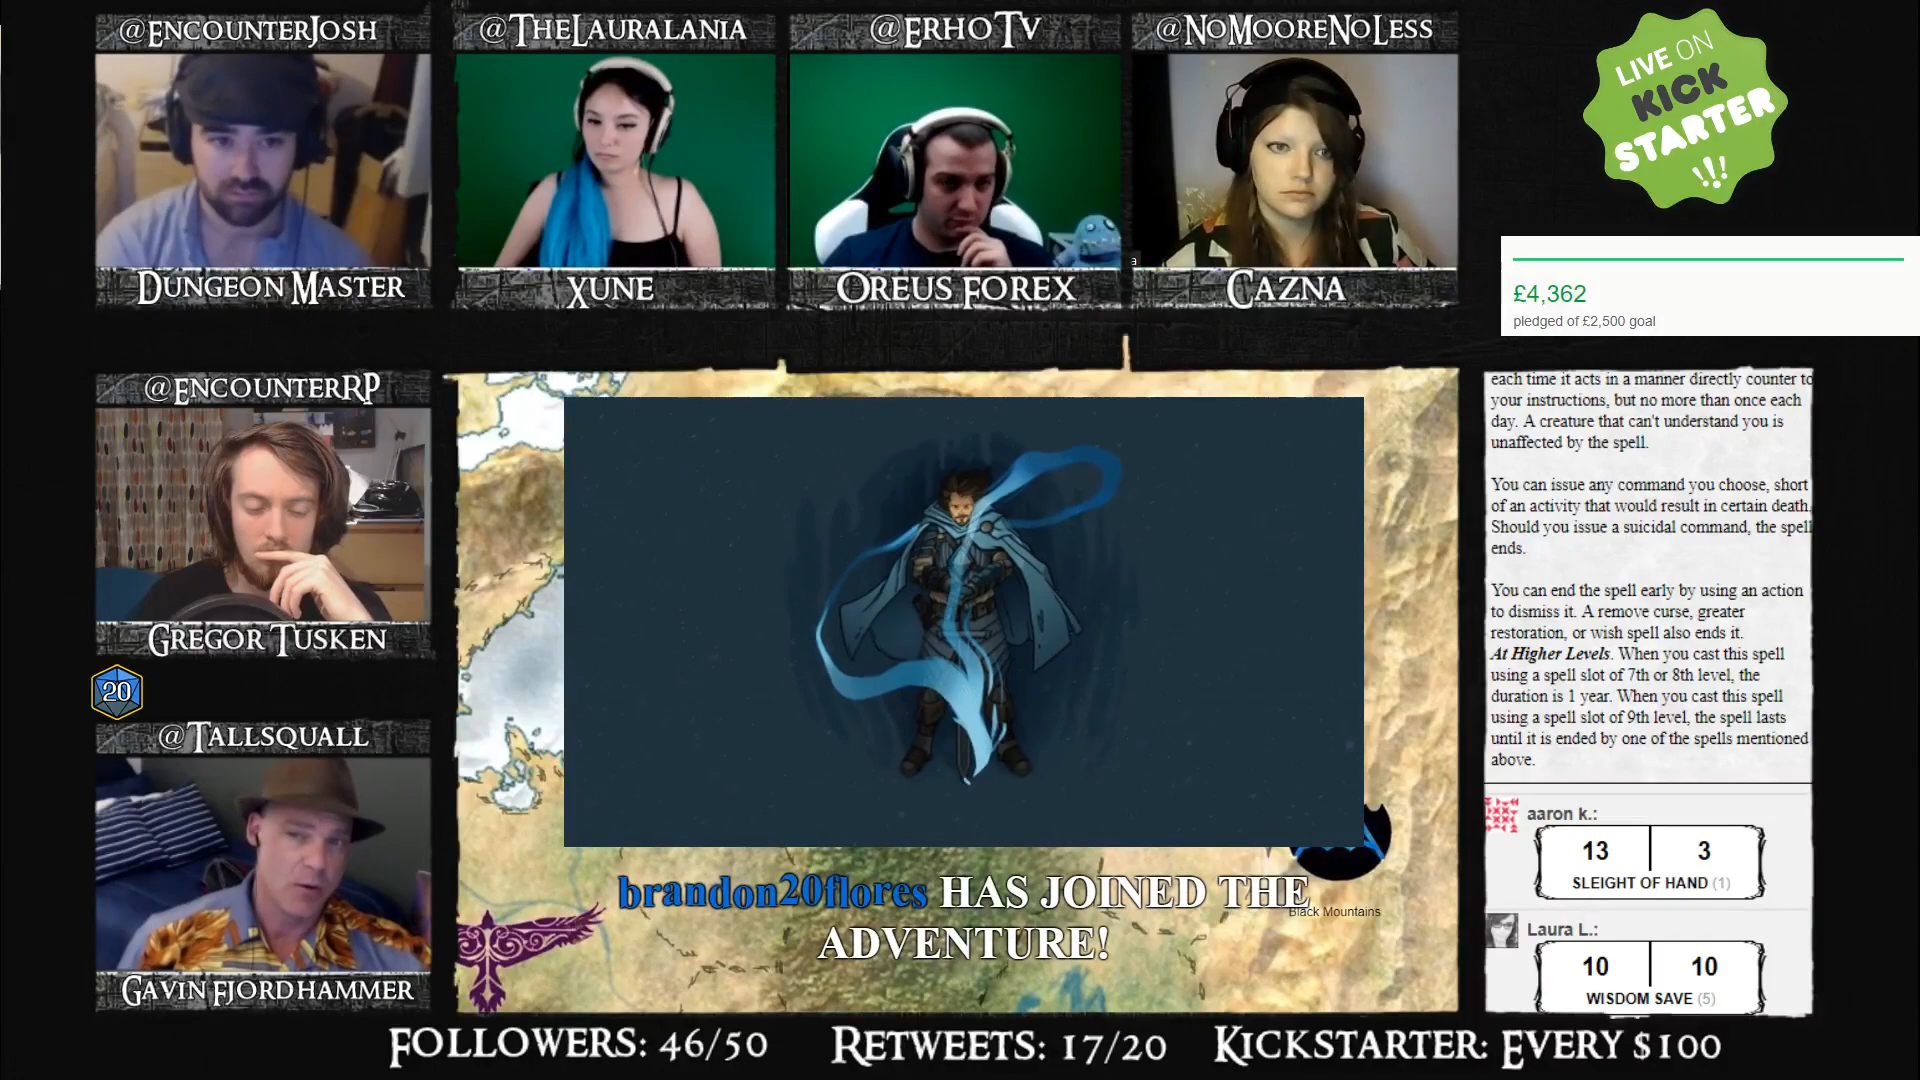 @EncounterJosh
@TheLauralania
@ErhoTv
@NoMooreNoLess
LIVE ON
KICK
STARTER
!!!
Dungeon Master
Xune
Oreus Forex
a
Cazna
£4,362
pledged of £2,500 goal
@EncounterRP
Gregor Tusken
20
@Tallsquall
Gavin Fjordhammer
each time it acts in a manner directly counter to
your instructions, but no more than once each
day. A creature that can't understand you is
unaffected by the spell.
You can issue any command you choose, short
of an activity that would result in certain death.
Should you issue a suicidal command, the spell
ends.
You can end the spell early by using an action
to dismiss it. A remove curse, greater
restoration, or wish spell also ends it.
At Higher Levels. When you cast this spell
using a spell slot of 7th or 8th level, the
duration is 1 year. When you cast this spell
using a spell slot of 9th level, the spell lasts
until it is ended by one of the spells mentioned
above.
aaron k.:
13 3
SLEIGHT OF HAND (1)
Laura L.:
10 10
WISDOM SAVE (5)
brandon20flores HAS JOINED THE
ADVENTURE!
Black Mountains
Followers: 46/50
Retweets: 17/20
Kickstarter: Every $100